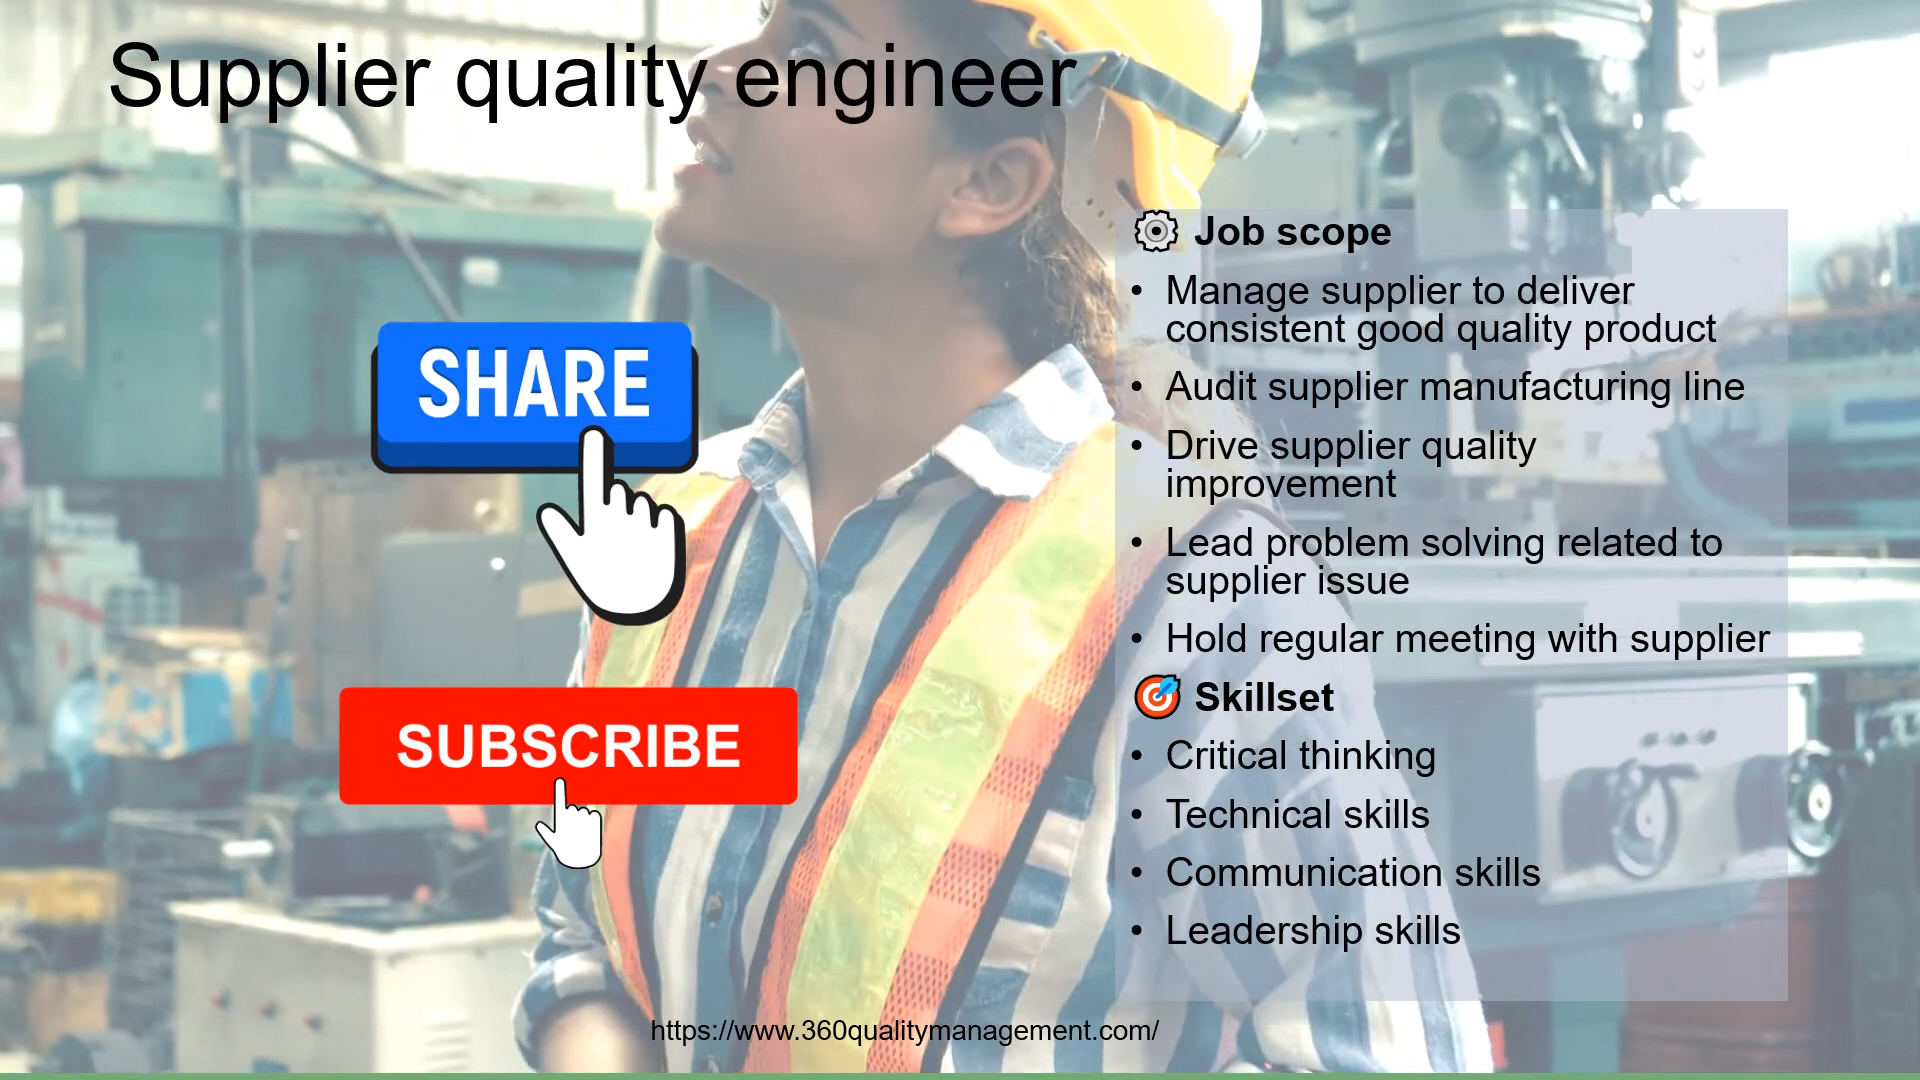 Supplier quality engineer
SHARE
SUBSCRIBE
Job scope
• Manage supplier to deliver
consistent good quality product
• Audit supplier manufacturing line
• Drive supplier quality
improvement
• Lead problem solving related to
supplier issue
• Hold regular meeting with supplier
Skillset
• Critical thinking
• Technical skills
• Communication skills
• Leadership skills
https://www.360qualitymanagement.com/